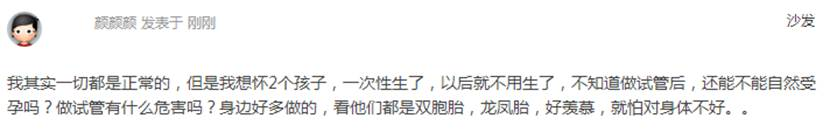 颜颜颜 发表于 刚刚
沙发
我其实一切都是正常的，但是我想怀2个孩子，一次性生了，以后就不用生了，不知道做试管后，还能不能自然受
孕吗？做试管有什么危害吗？身边好多做的，看他们都是双胞胎，龙凤胎，好羡慕，就怕对身体不好。。